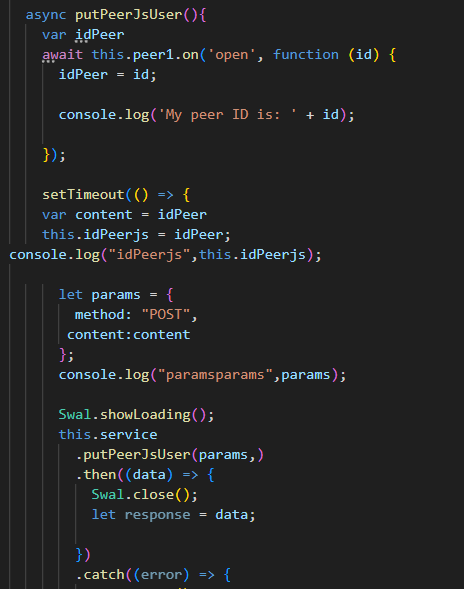 async putPeerJsUser(){
var idPeer
await this.peer1.on('open', function (id) {
idPeer = id;
console.log('My peer ID is: ' + id);
});
setTimeout(() => {
var content = idPeer
this.idPeerjs = idPeer;
console.log("idPeerjs",this.idPeerjs);
let params = {
method: "POST",
content:content
};
console.log("paramsparams",params);
Swal.showLoading();
this.service
.putPeerJsUser(params,)
.then((data) => {
Swal.close();
let response = data;
})
.catch((error) => {